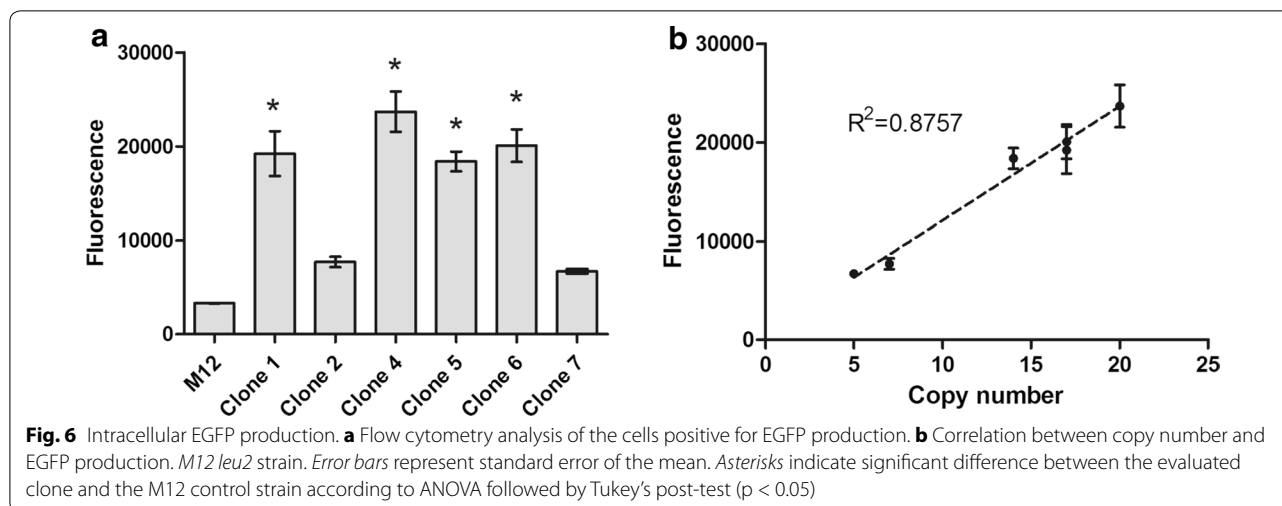 a
30000
20000
10000
0
Fluorescence
*
*
*
*
M12
Clone 1
Clone 2
Clone 4
Clone 5
Clone 6
Clone 7
b
30000
20000
10000
0
Fluorescence
R²=0.8757
0 5 10 15 20 25
Copy number
Fig. 6 Intracellular EGFP production. a Flow cytometry analysis of the cells positive for EGFP production. b Correlation between copy number and
EGFP production. M12 leu2 strain. Error bars represent standard error of the mean. Asterisks indicate significant difference between the evaluated
clone and the M12 control strain according to ANOVA followed by Tukey's post-test (p < 0.05)